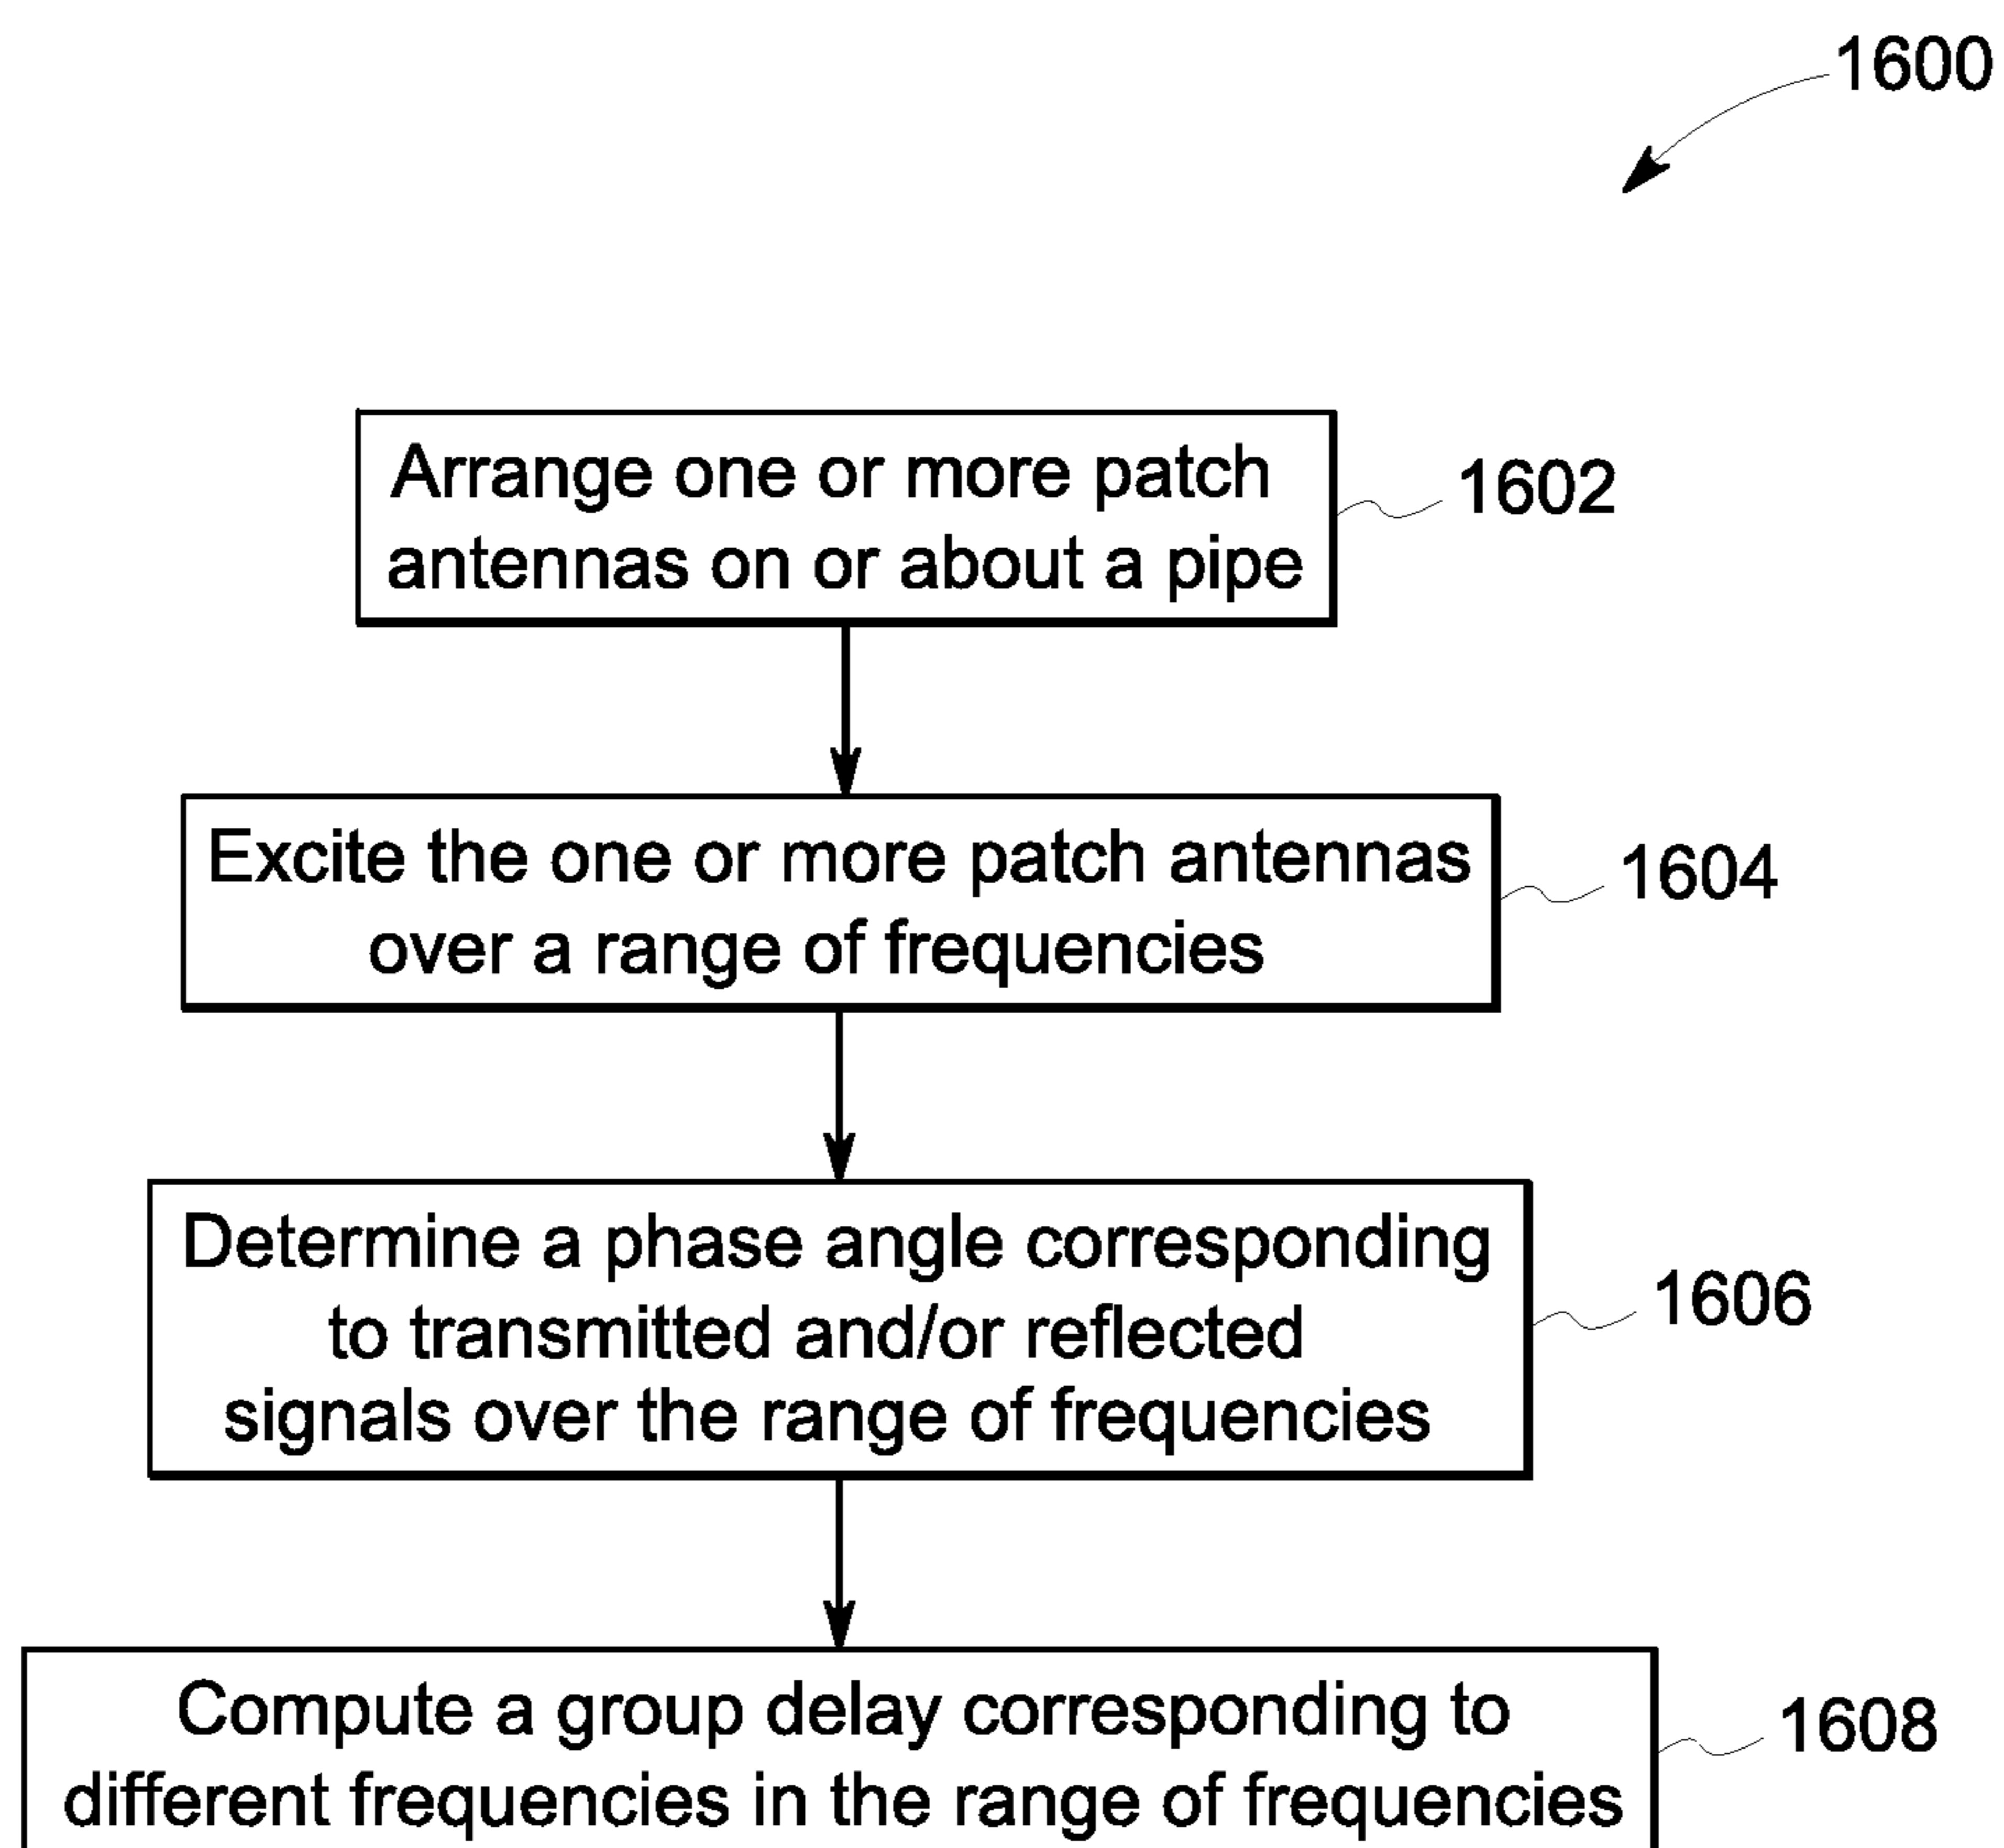 1600
Arrange one or more patch
antennas on or about a pipe
1602
Excite the one or more patch antennas
over a range of frequencies
1604
Determine a phase angle corresponding
to transmitted and/or reflected
signals over the range of frequencies
1606
Compute a group delay corresponding to
different frequencies in the range of frequencies
1608